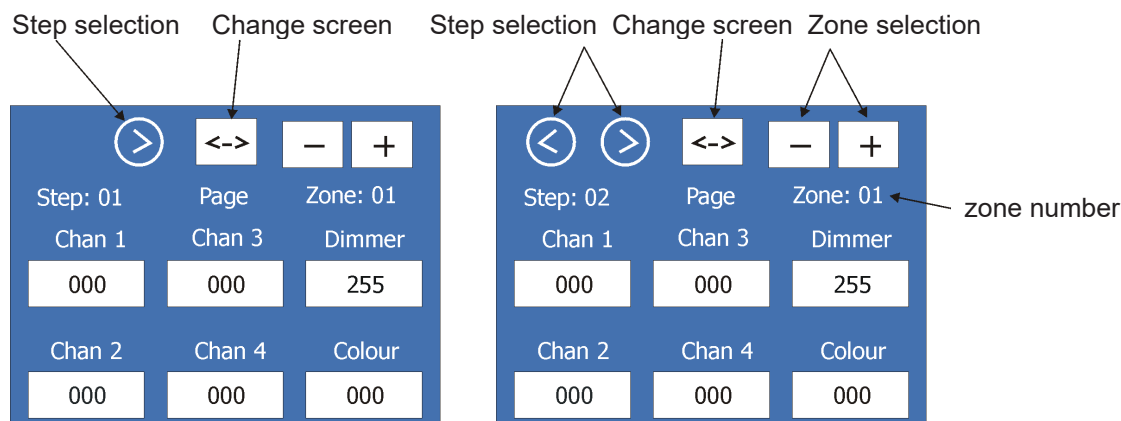 Step selection Change screen Step selection Change screen Zone selection
> <-> − +
Step: 01 Page Zone: 01
Chan 1 Chan 3 Dimmer
000 000 255
Chan 2 Chan 4 Colour
000 000 000
< > <-> − +
Step: 02 Page Zone: 01
zone number
Chan 1 Chan 3 Dimmer
000 000 255
Chan 2 Chan 4 Colour
000 000 000